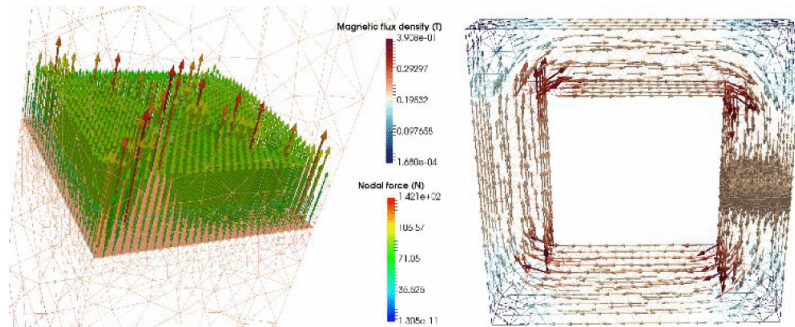 Magnetic flux density (T)
3.908e-01
0.29297
0.19532
0.097658
1.680e-04
Nodal force (N)
1.421e+02
106.57
71.05
35.525
1.305e-11